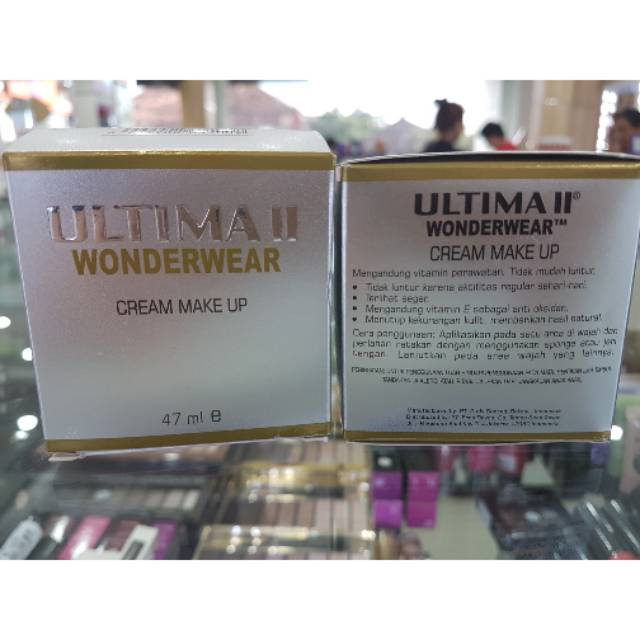 ULTIMA II
WONDERWEAR
CREAM MAKE UP
47 ml e
ULTIMA II®
WONDERWEAR™
CREAM MAKE UP
Mengandung vitamin perawatan. Tidak mudah luntur.
• Tidak luntur karena aktifitas regular sehari-hari.
• Terlihat segar.
• Mengandung vitamin E sebagai anti oksidan.
• Menutup kekurangan kulit, memberikan hasil natural.
Cara penggunaan: Aplikasikan pada satu area di wajah dan
perlahan ratakan dengan menggunakan sponge atau jari
tangan. Lanjutkan pada area wajah yang lainnya.